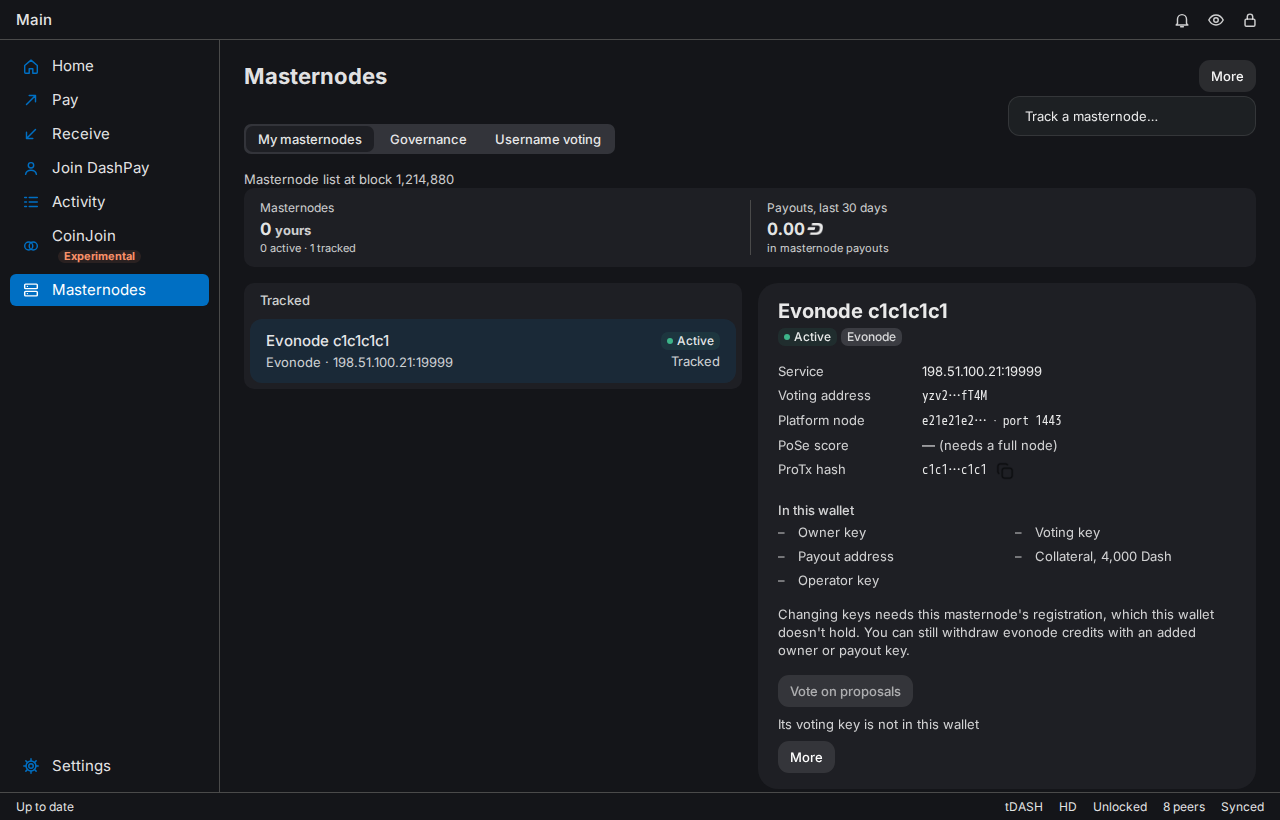 Main
Home
Pay
Receive
Join DashPay
Activity
CoinJoin
Experimental
Masternodes
Settings
Masternodes
More
Track a masternode...
My masternodes
Governance
Username voting
Masternode list at block 1,214,880
Masternodes
0 yours
0 active · 1 tracked
Payouts, last 30 days
0.00
in masternode payouts
Tracked
Evonode c1c1c1c1
Active
Evonode · 198.51.100.21:19999
Tracked
Evonode c1c1c1c1
Active
Evonode
Service 198.51.100.21:19999
Voting address yzv2···fT4M
Platform node e21e21e2··· · port 1443
PoSe score — (needs a full node)
ProTx hash c1c1···c1c1
In this wallet
– Owner key
– Voting key
– Payout address
– Collateral, 4,000 Dash
– Operator key
Changing keys needs this masternode's registration, which this wallet
doesn't hold. You can still withdraw evonode credits with an added
owner or payout key.
Vote on proposals
Its voting key is not in this wallet
More
Up to date
tDASH
HD
Unlocked
8 peers
Synced